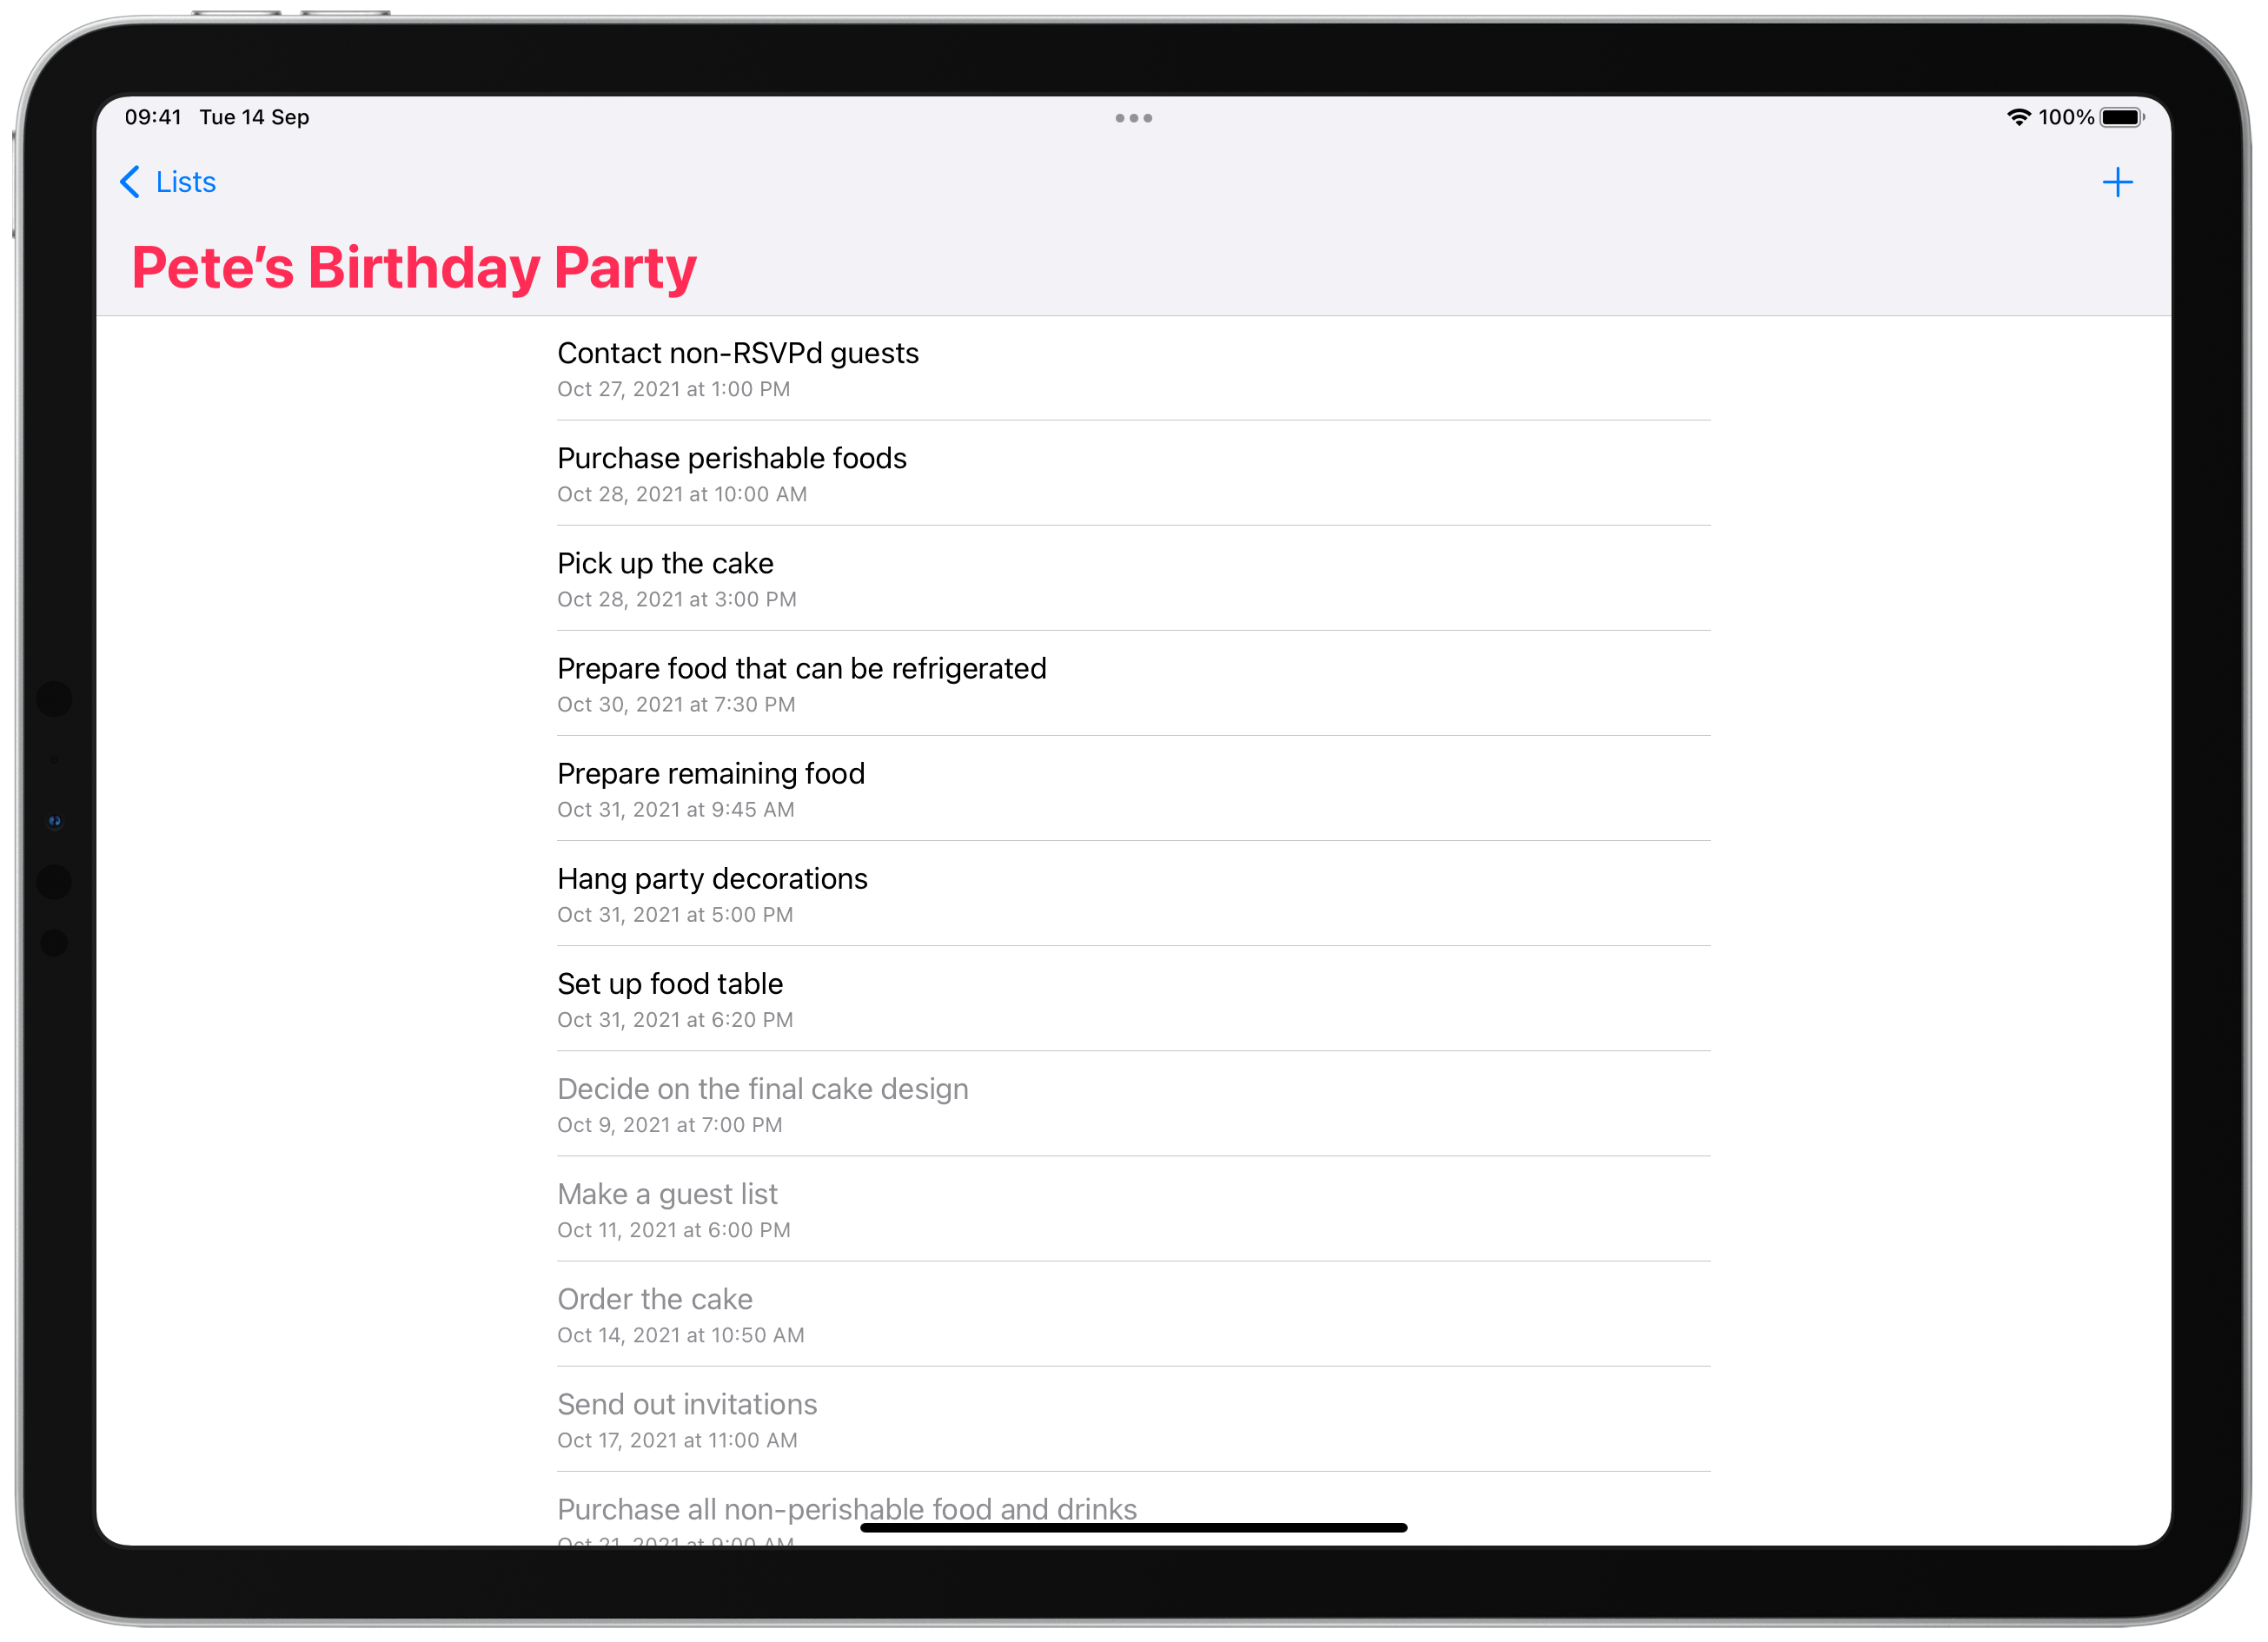 09:41 Tue 14 Sep
100%
Lists
Pete's Birthday Party
Contact non-RSVPd guests
Oct 27, 2021 at 1:00 PM
Purchase perishable foods
Oct 28, 2021 at 10:00 AM
Pick up the cake
Oct 28, 2021 at 3:00 PM
Prepare food that can be refrigerated
Oct 30, 2021 at 7:30 PM
Prepare remaining food
Oct 31, 2021 at 9:45 AM
Hang party decorations
Oct 31, 2021 at 5:00 PM
Set up food table
Oct 31, 2021 at 6:20 PM
Decide on the final cake design
Oct 9, 2021 at 7:00 PM
Make a guest list
Oct 11, 2021 at 6:00 PM
Order the cake
Oct 14, 2021 at 10:50 AM
Send out invitations
Oct 17, 2021 at 11:00 AM
Purchase all non-perishable food and drinks
Oct 21, 2021 at 9:00 AM